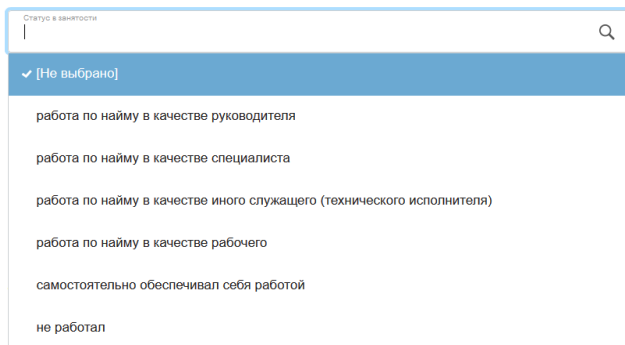 Статус в занятости
[Не выбрано]
работа по найму в качестве руководителя
работа по найму в качестве специалиста
работа по найму в качестве иного служащего (технического исполнителя)
работа по найму в качестве рабочего
самостоятельно обеспечивал себя работой
не работал